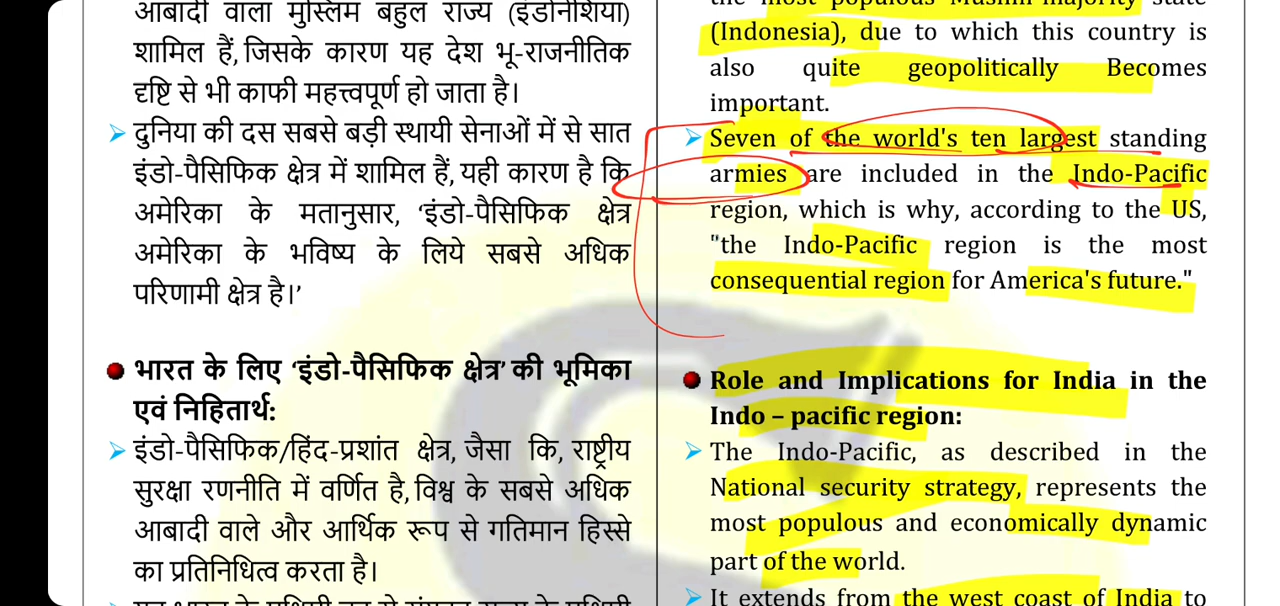 आबादी वाला मुस्लिम बहुल राज्य (इंडोनेशिया)
शामिल हैं, जिसके कारण यह देश भू-राजनीतिक
दृष्टि से भी काफी महत्त्वपूर्ण हो जाता है।
➢ दुनिया की दस सबसे बड़ी स्थायी सेनाओं में से सात
इंडो-पैसिफिक क्षेत्र में शामिल हैं, यही कारण है कि
अमेरिका के मतानुसार, ‘इंडो-पैसिफिक क्षेत्र
अमेरिका के भविष्य के लिये सबसे अधिक
परिणामी क्षेत्र है।’
भारत के लिए ‘इंडो-पैसिफिक क्षेत्र’ की भूमिका
एवं निहितार्थ:
➢ इंडो-पैसिफिक/हिंद-प्रशांत क्षेत्र, जैसा कि, राष्ट्रीय
सुरक्षा रणनीति में वर्णित है, विश्व के सबसे अधिक
आबादी वाले और आर्थिक रूप से गतिमान हिस्से
का प्रतिनिधित्व करता है।
the most populous Muslim-majority state
(Indonesia), due to which this country is
also quite geopolitically Becomes
important.
➢ Seven of the world's ten largest standing
armies are included in the Indo-Pacific
region, which is why, according to the US,
"the Indo-Pacific region is the most
consequential region for America's future."
Role and Implications for India in the
Indo – pacific region:
➢ The Indo-Pacific, as described in the
National security strategy, represents the
most populous and economically dynamic
part of the world.
➢ It extends from the west coast of India to